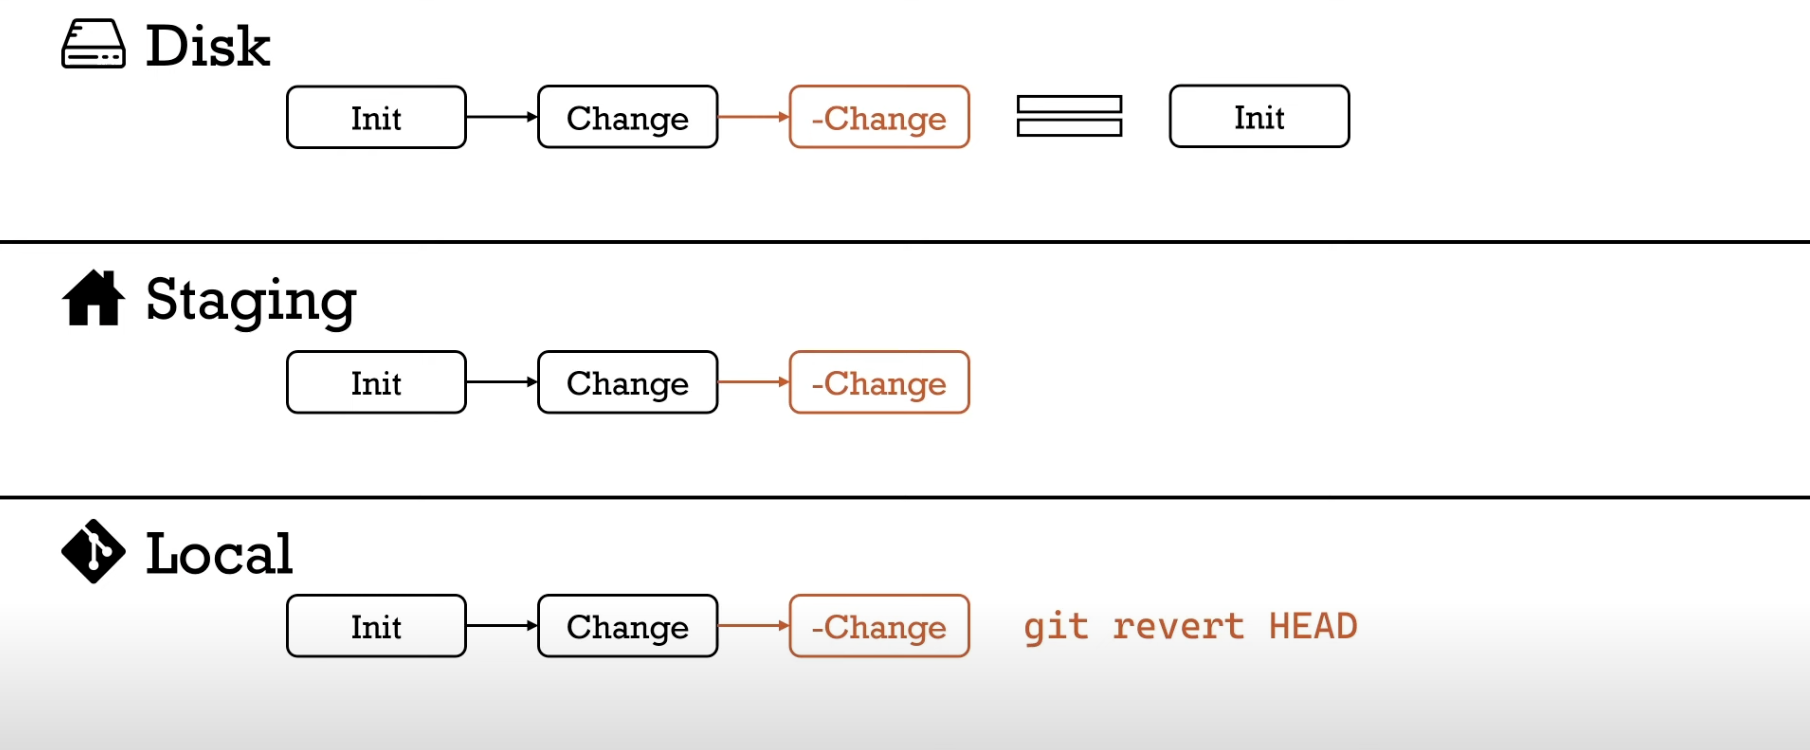 Disk
Init Change -Change Init
Staging
Init Change -Change
Local
Init Change -Change git revert HEAD